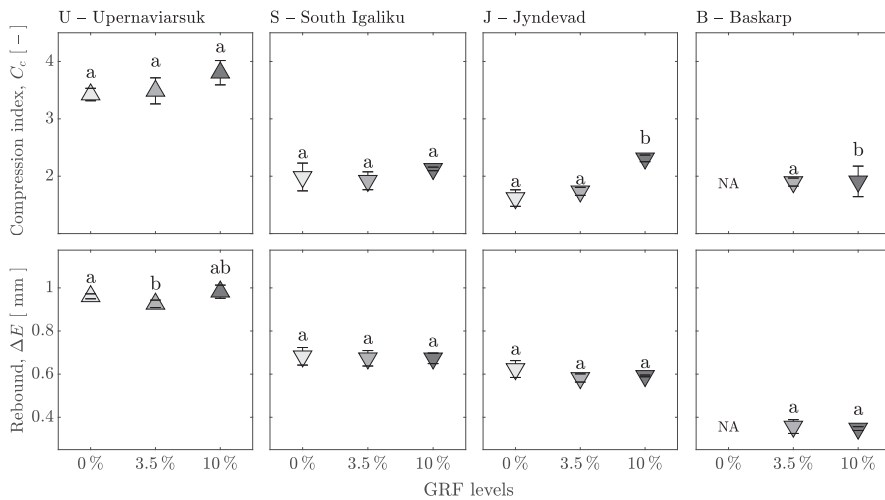 U – Upernaviarsuk S – South Igaliku J – Jyndevad B – Baskarp
Compression index, C_c [ – ]
4
3
2
a a a
a a a
a a b
NA a b
Rebound, ΔE [ mm ]
1
0.8
0.6
0.4
a b ab
a a a
a a a
NA a a
0 % 3.5 % 10 % 0 % 3.5 % 10 % 0 % 3.5 % 10 % 0 % 3.5 % 10 %
GRF levels